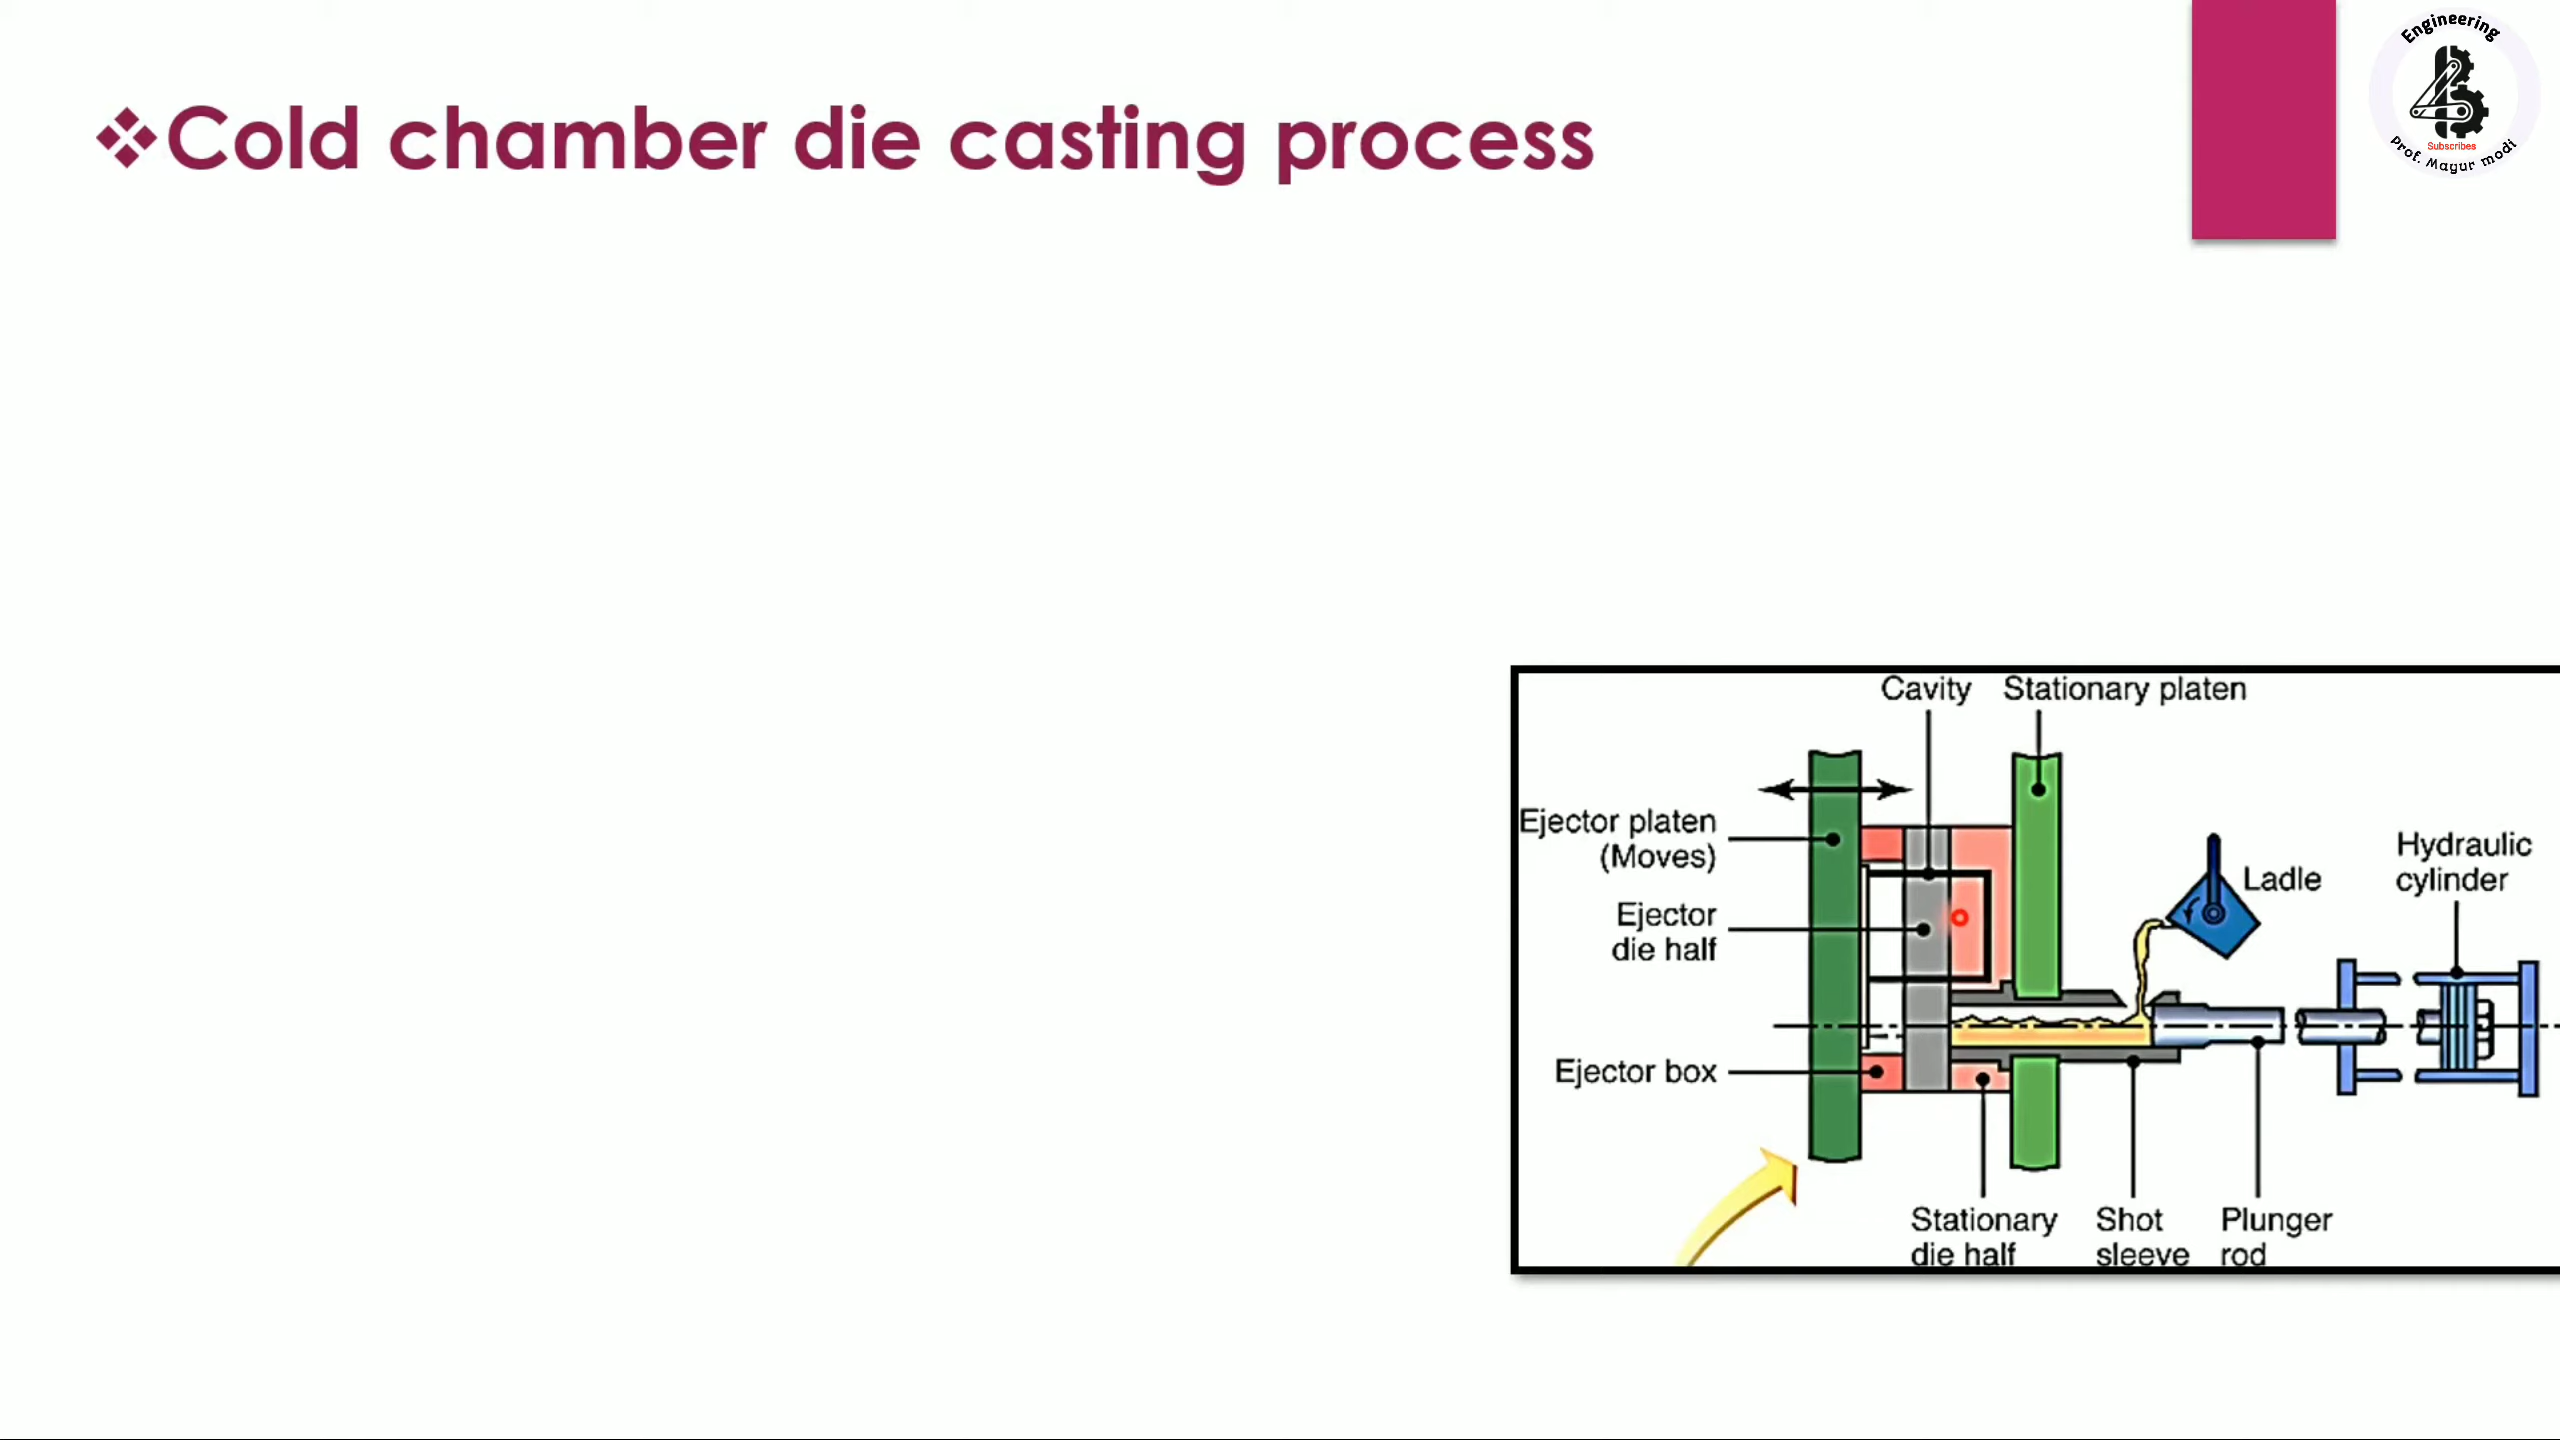 Engineering
Subscribes
Prof. Mayur modi
❖Cold chamber die casting process
Cavity
Stationary platen
Ejector platen
(Moves)
Ejector
die half
Ejector box
Ladle
Hydraulic
cylinder
Stationary
die half
Shot
sleeve
Plunger
rod